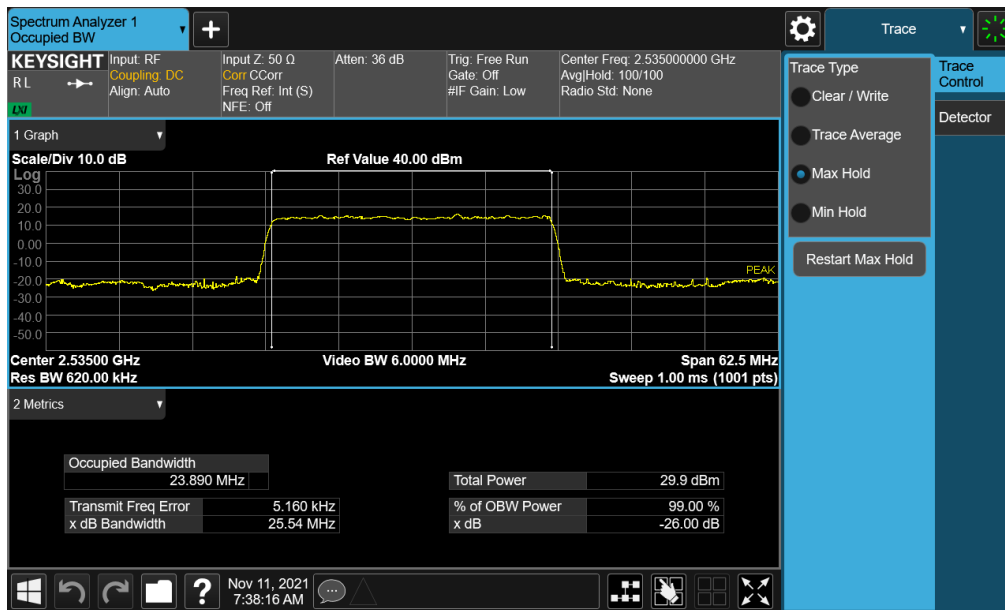 Spectrum Analyzer 1
Occupied BW
+
Trace
KEYSIGHT
R L
LXI
Input: RF
Coupling: DC
Align: Auto
Input Z: 50 Ω
Corr CCorr
Freq Ref: Int (S)
NFE: Off
Atten: 36 dB
Trig: Free Run
Gate: Off
#IF Gain: Low
Center Freq: 2.535000000 GHz
Avg|Hold: 100/100
Radio Std: None
1 Graph
Scale/Div 10.0 dB
Ref Value 40.00 dBm
Log
30.0
20.0
10.0
0.00
-10.0
-20.0
-30.0
-40.0
-50.0
PEAK
Center 2.53500 GHz
Video BW 6.0000 MHz
Span 62.5 MHz
Res BW 620.00 kHz
Sweep 1.00 ms (1001 pts)
2 Metrics
Occupied Bandwidth
23.890 MHz
Total Power 29.9 dBm
Transmit Freq Error 5.160 kHz
% of OBW Power 99.00 %
x dB Bandwidth 25.54 MHz
x dB -26.00 dB
Trace Type
Clear / Write
Trace Average
Max Hold
Min Hold
Restart Max Hold
Trace
Control
Detector
?
Nov 11, 2021
7:38:16 AM